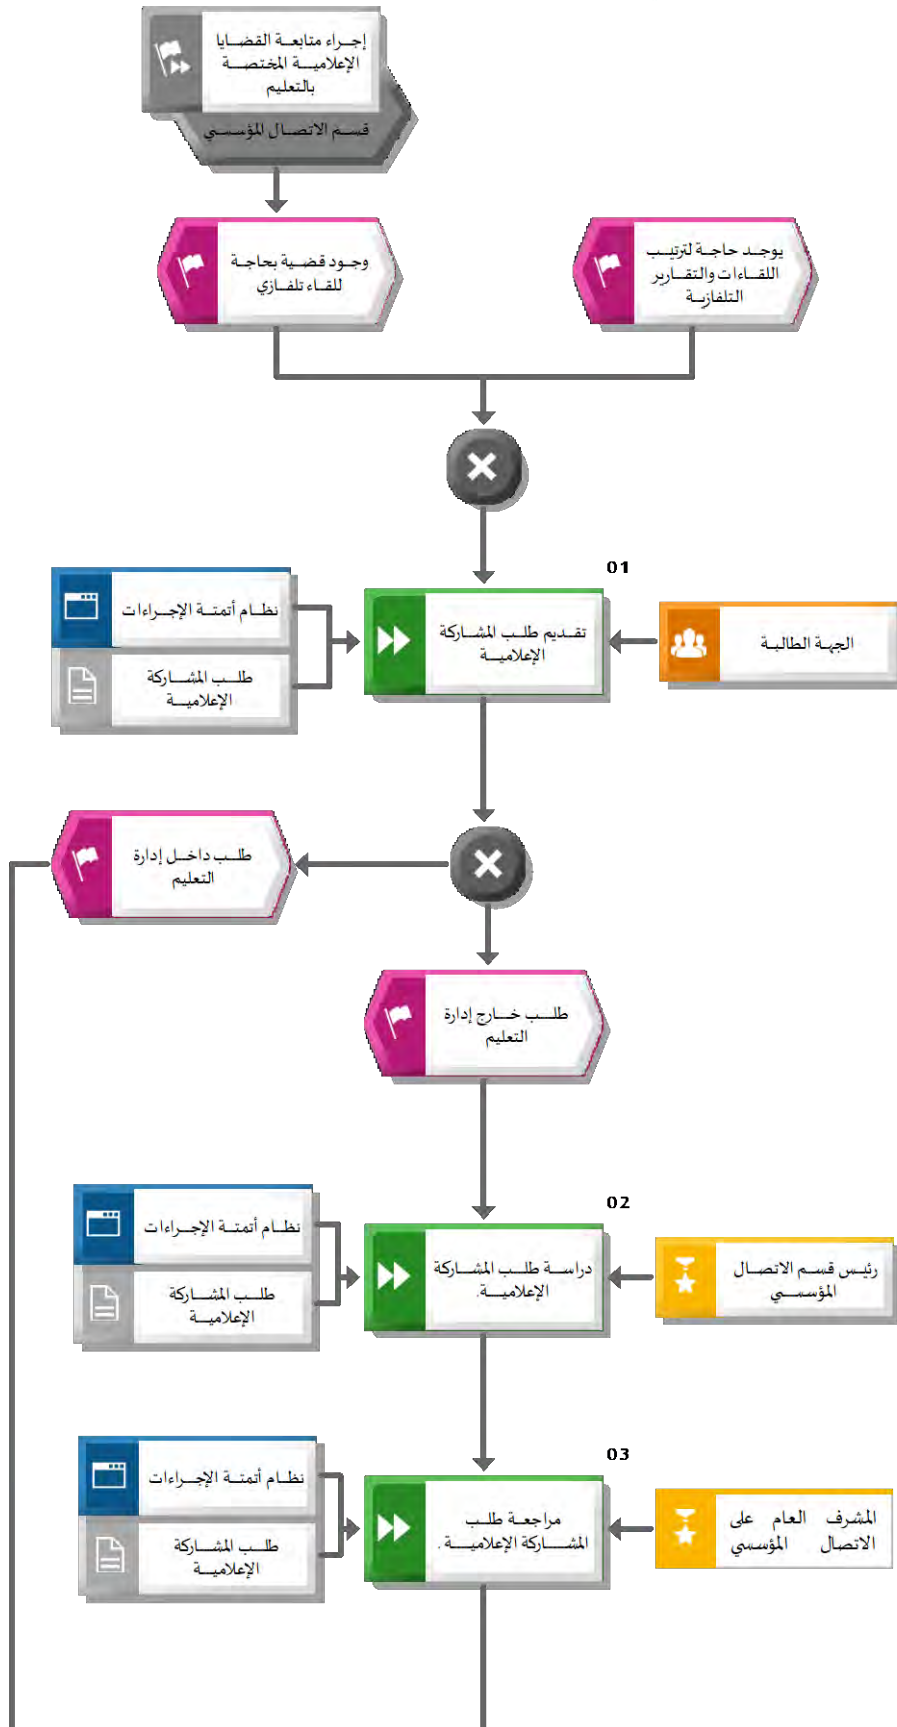 إجراء متابعة القضايا
الإعلامية المختصة
بالتعليم
قسم الاتصال المؤسسي
وجود قضية بحاجة
للقاء تلفازي
يوجد حاجة لترتيب
اللقاءات والتقارير
التلفازية
01
نظام أتمتة الإجراءات
طلب المشاركة
الإعلامية
تقديم طلب المشاركة
الإعلامية
الجهة الطالبة
طلب داخل إدارة
التعليم
طلب خارج إدارة
التعليم
02
نظام أتمتة الإجراءات
طلب المشاركة
الإعلامية
دراسة طلب المشاركة
الإعلامية.
رئيس قسم الاتصال
المؤسسي
03
نظام أتمتة الإجراءات
طلب المشاركة
الإعلامية
مراجعة طلب
المشاركة الإعلامية .
المشرف العام على
الاتصال المؤسسي